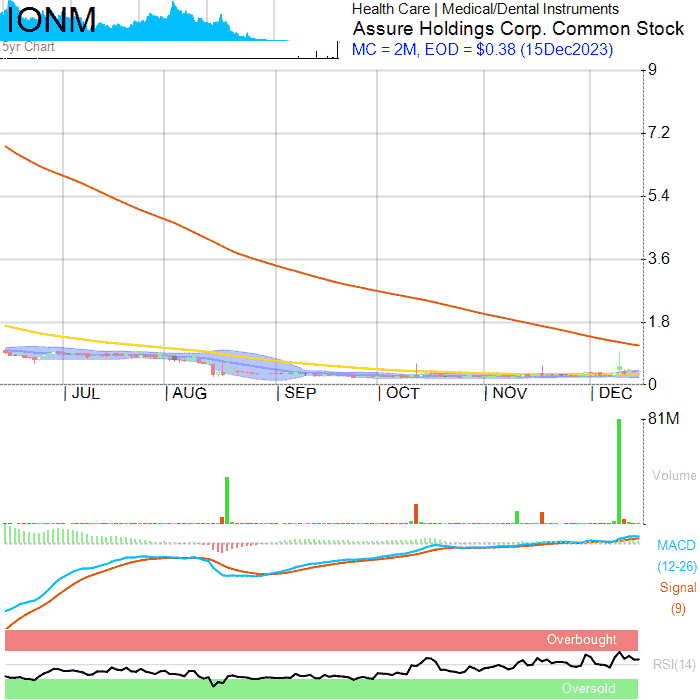 IONM
5yr Chart
Health Care | Medical/Dental Instruments
Assure Holdings Corp. Common Stock
MC = 2M, EOD = $0.38 (15Dec2023)
9
7.2
5.4
3.6
1.8
0
JUL
AUG
SEP
OCT
NOV
DEC
81M
Volume
MACD
(12-26)
Signal
(9)
Overbought
RSI(14)
Oversold